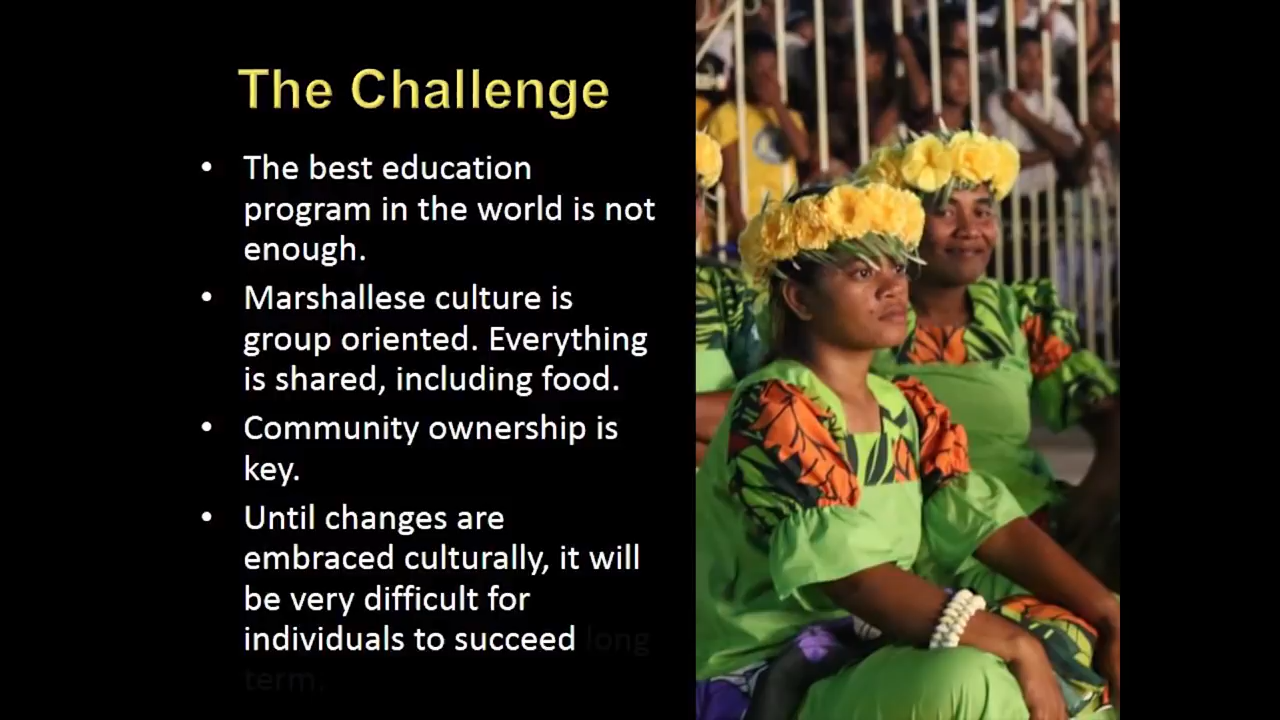 The Challenge
• The best education
program in the world is not
enough.
• Marshallese culture is
group oriented. Everything
is shared, including food.
• Community ownership is
key.
• Until changes are
embraced culturally, it will
be very difficult for
individuals to succeed long
term.